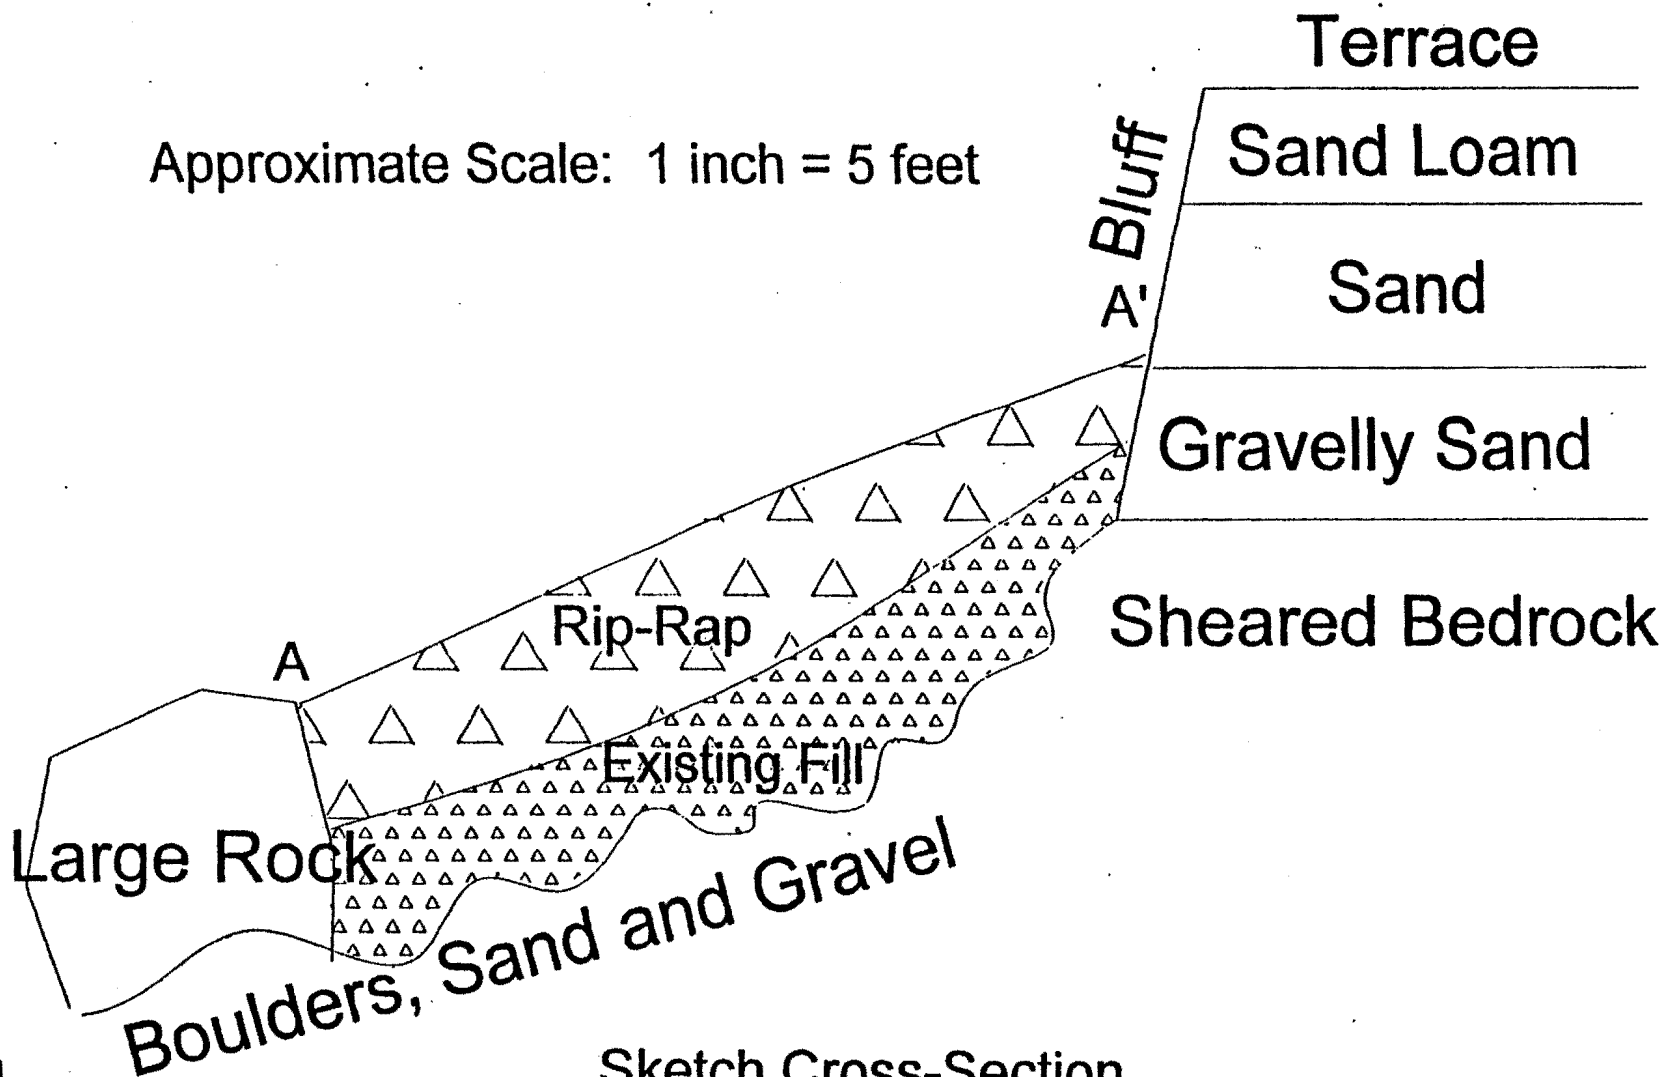 Terrace
Approximate Scale: 1 inch = 5 feet
Bluff
Sand Loam
Sand
A'
Gravelly Sand
Sheared Bedrock
Rip-Rap
A
Existing Fill
Large Rock
Boulders, Sand and Gravel
Sketch Cross-Section